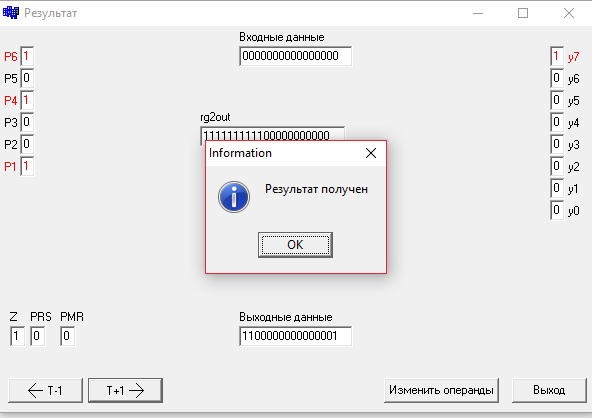 Результат
Входные данные
P6 1 0000000000000000 1 y7
P5 0 0 y6
P4 1 0 y5
P3 0 rg2out 0 y4
P2 0 0 y3
P1 1 Information 0 y2
Результат получен 0 y1
0 y0
OK
Z PRS PMR Выходные данные
1 0 0 1100000000000001
T-1 T+1 Изменить операнды Выход